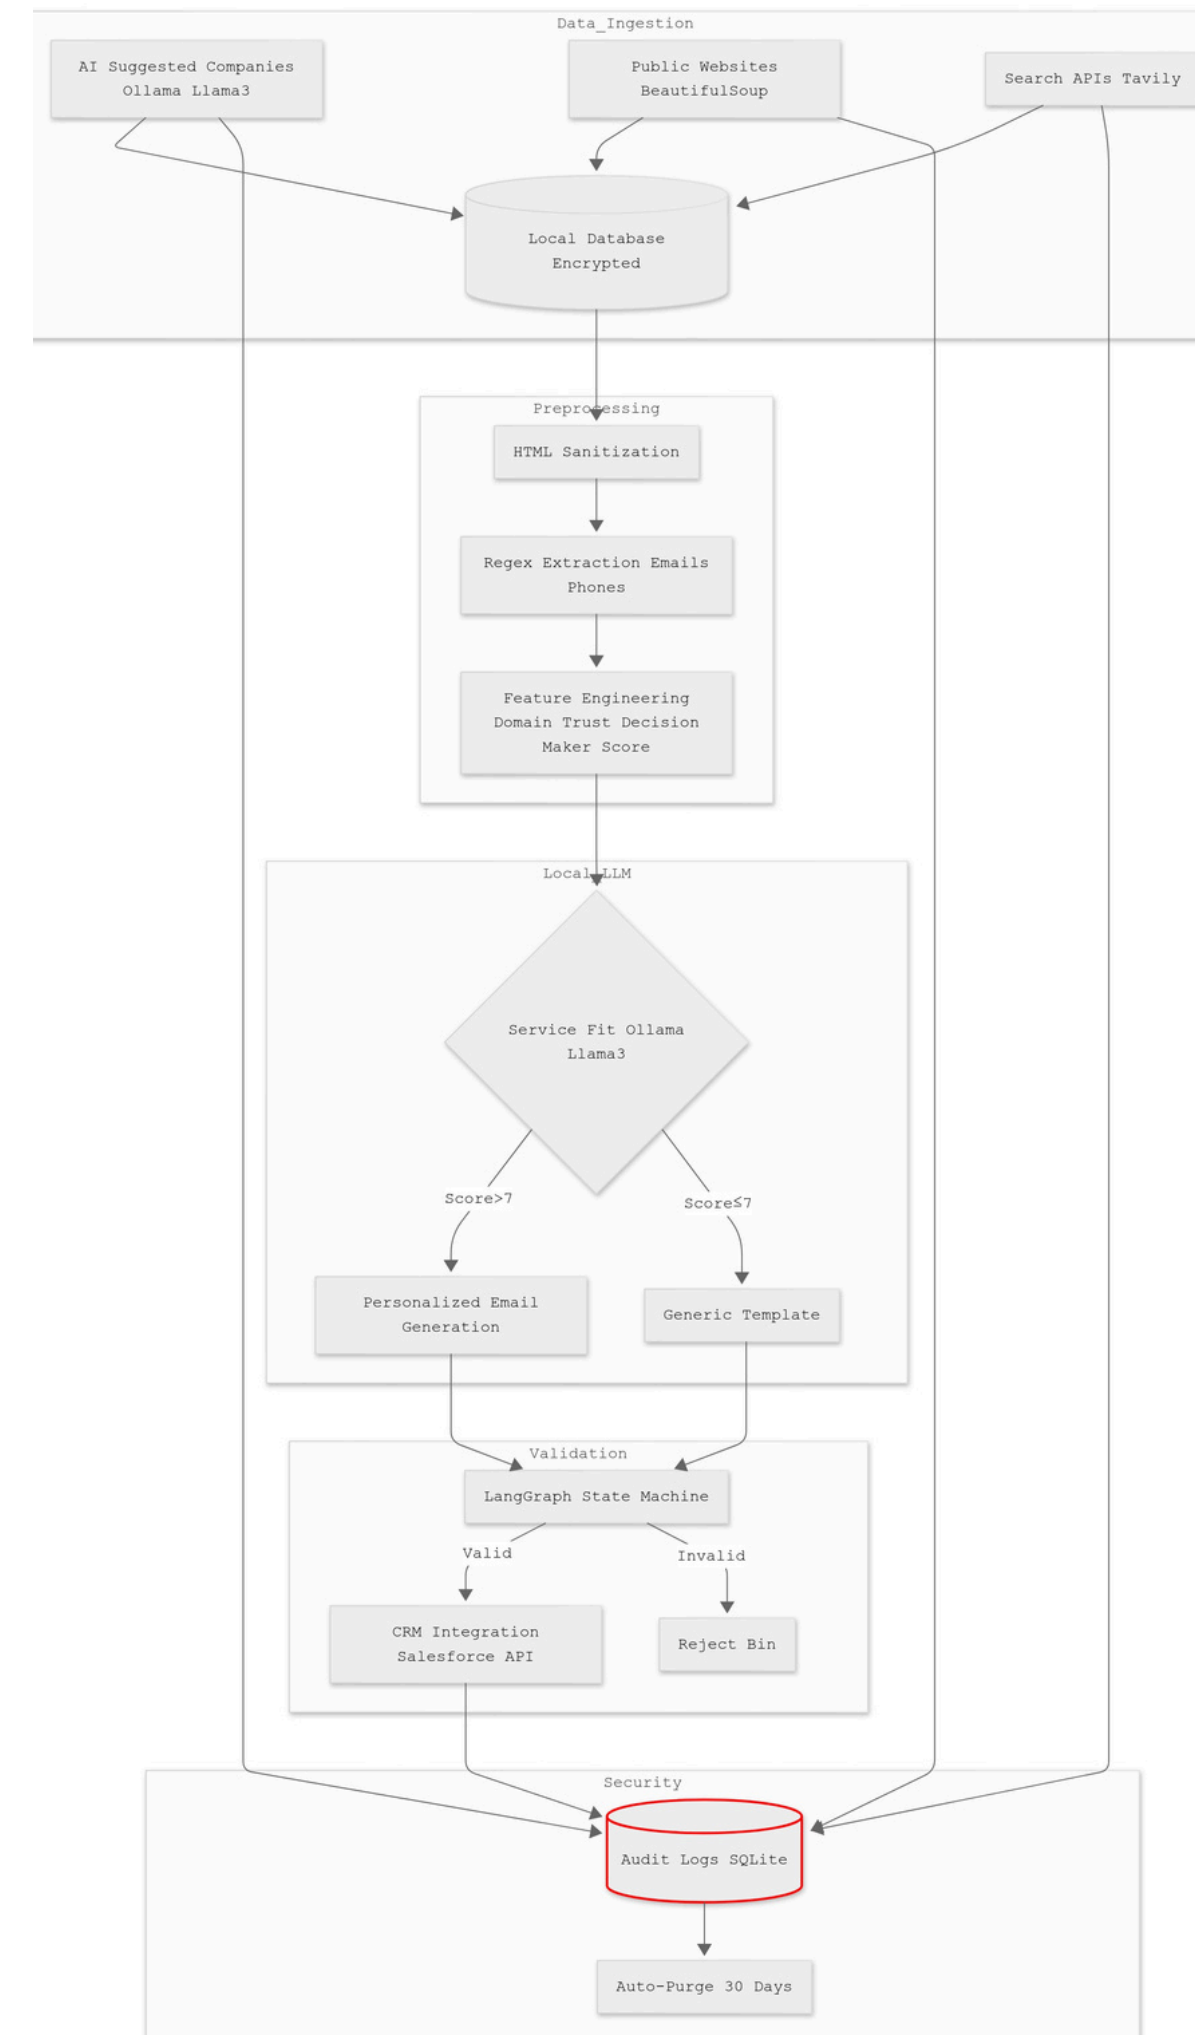 Data_Ingestion
AI Suggested Companies
Ollama Llama3
Public Websites
BeautifulSoup
Search APIs Tavily
Local Database
Encrypted
Preprocessing
HTML Sanitization
Regex Extraction Emails
Phones
Feature Engineering
Domain Trust Decision
Maker Score
Local_LLM
Service Fit Ollama
Llama3
Score>7
Score≤7
Personalized Email
Generation
Generic Template
Validation
LangGraph State Machine
Valid
Invalid
CRM Integration
Salesforce API
Reject Bin
Security
Audit Logs SQLite
Auto-Purge 30 Days